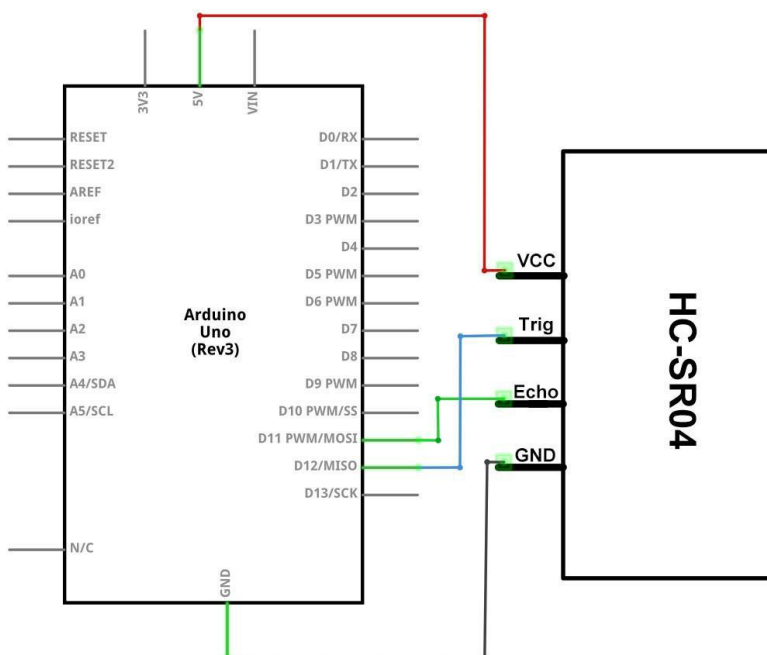 3V3
5V
VIN
RESET
RESET2
AREF
ioref
A0
A1
A2
A3
A4/SDA
A5/SCL
N/C
Arduino
Uno
(Rev3)
D0/RX
D1/TX
D2
D3 PWM
D4
D5 PWM
D6 PWM
D7
D8
D9 PWM
D10 PWM/SS
D11 PWM/MOSI
D12/MISO
D13/SCK
GND
VCC
Trig
Echo
GND
HC-SR04